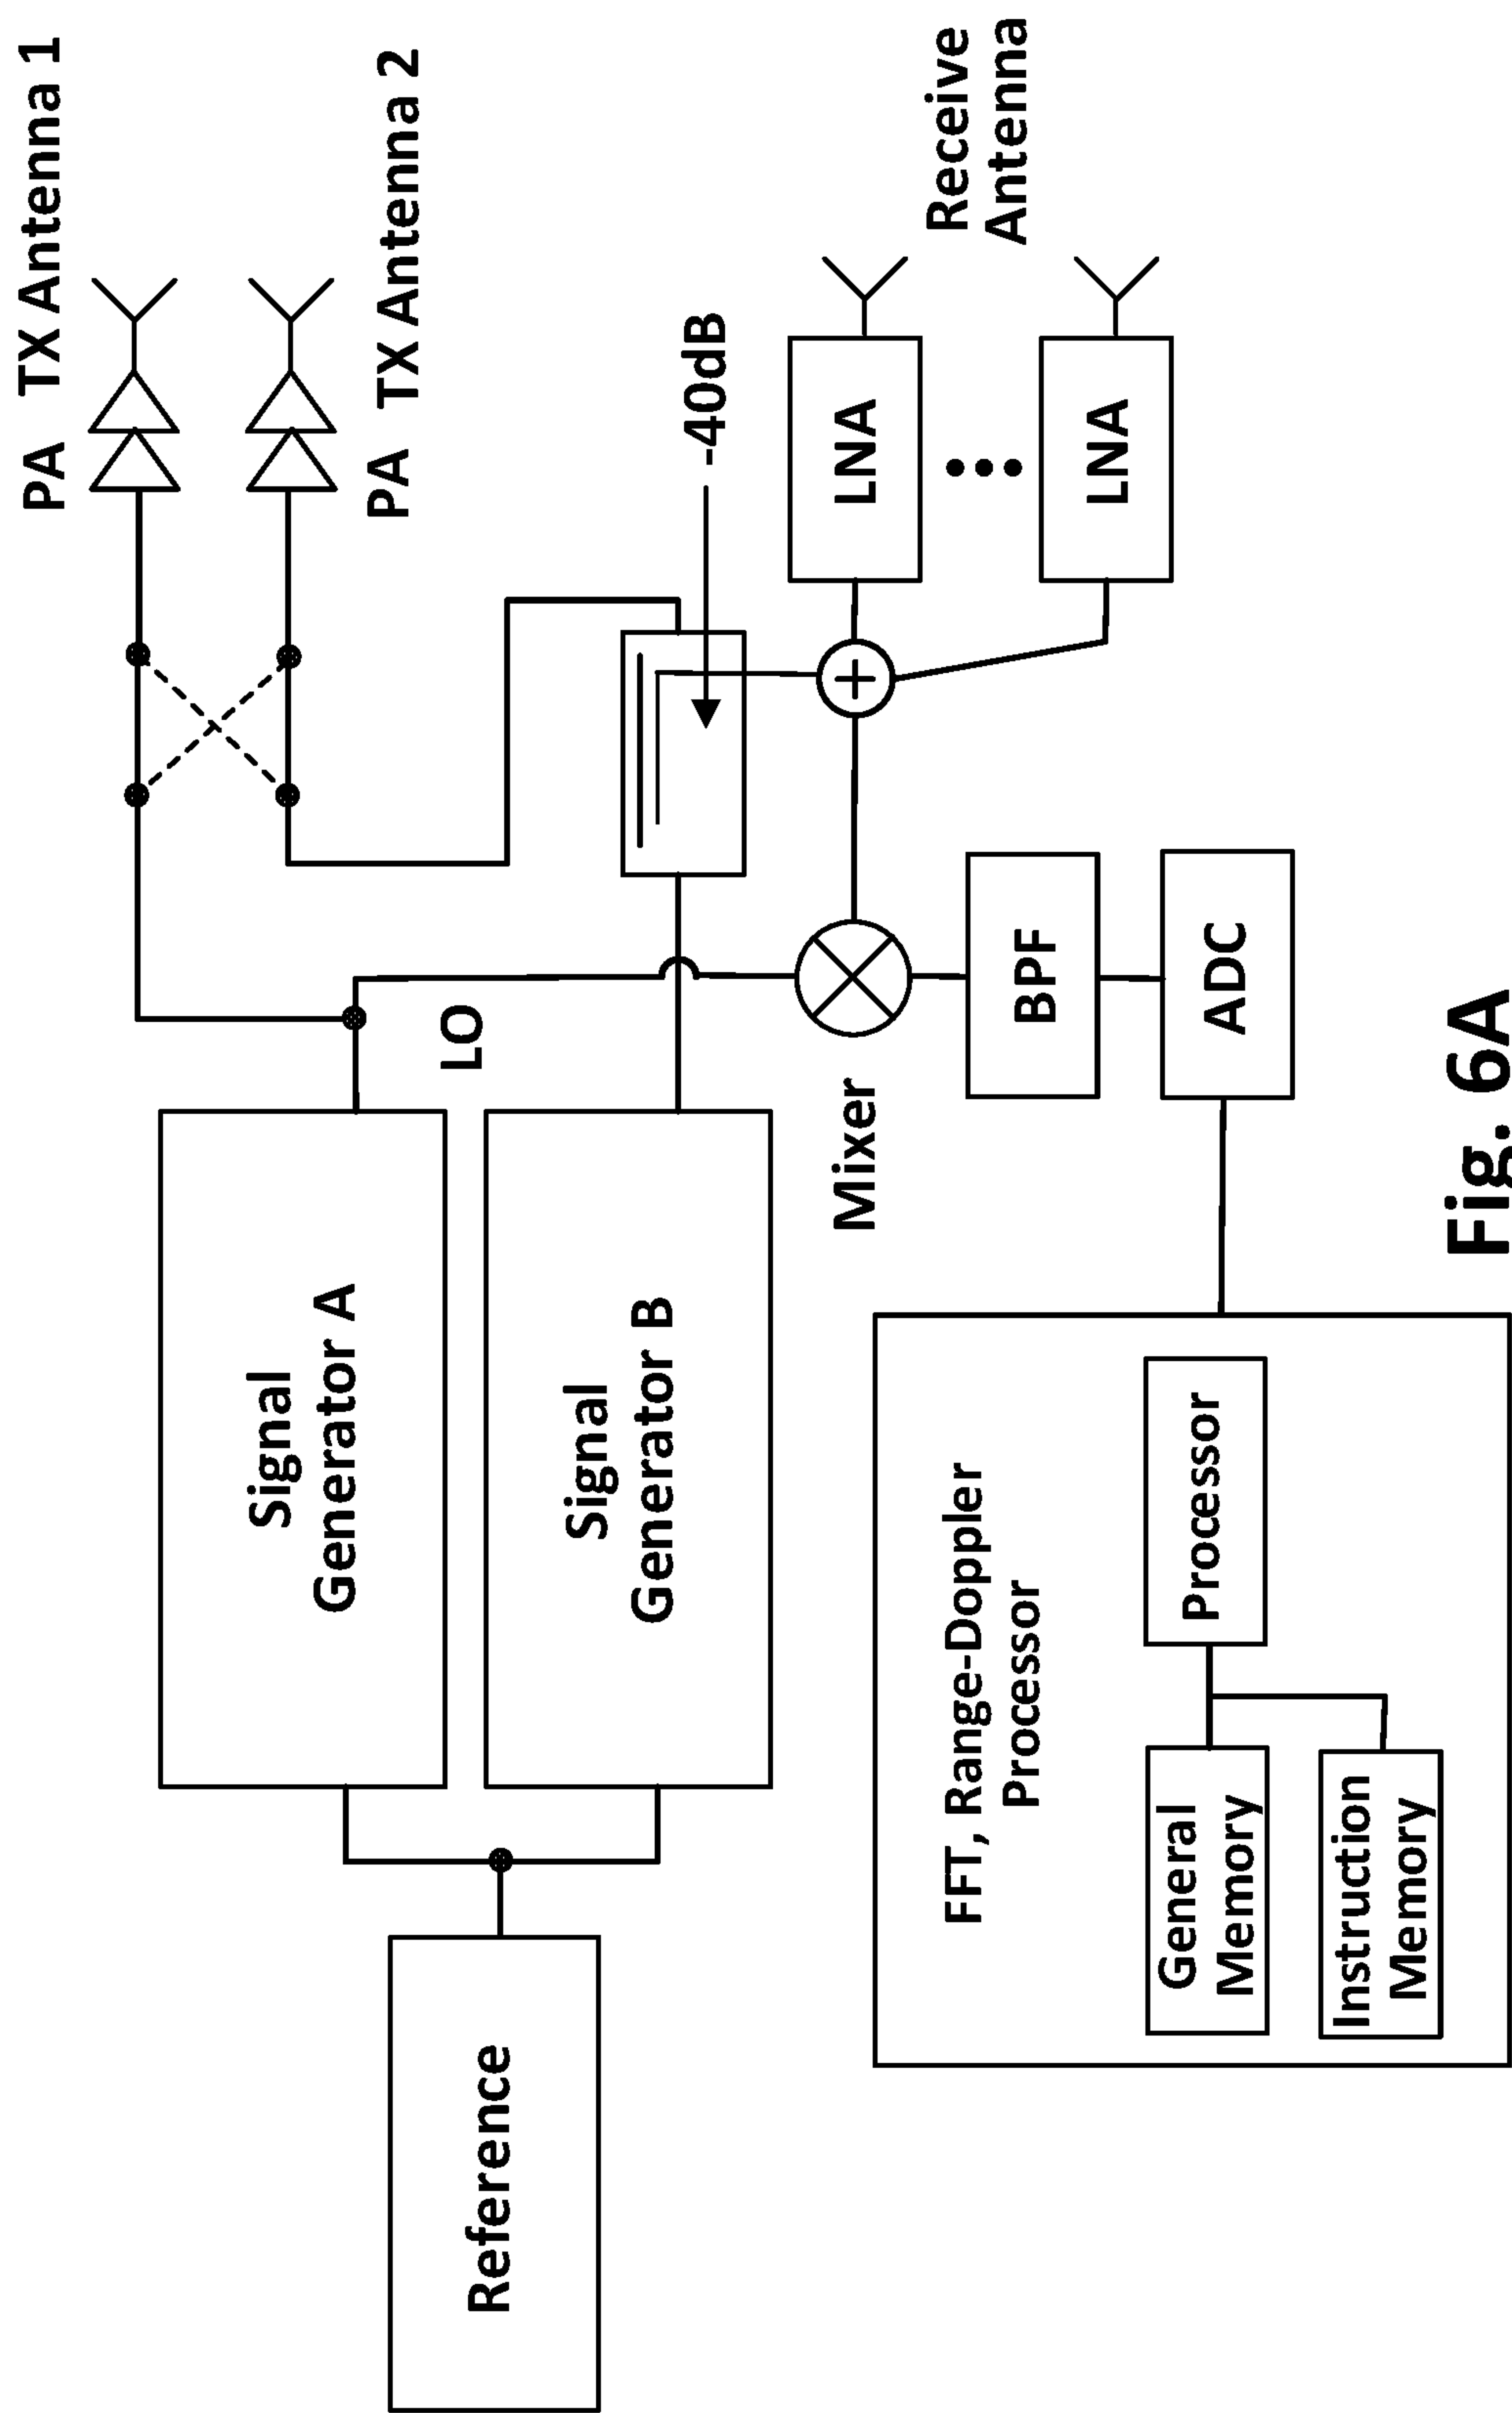 PA
TX Antenna 1
PA
TX Antenna 2
Signal
Generator A
LO
Reference
Signal
Generator B
-40dB
Mixer
LNA
LNA
Receive
Antenna
BPF
ADC
FFT, Range-Doppler
Processor
General
Memory
Processor
Instruction
Memory
Fig. 6A